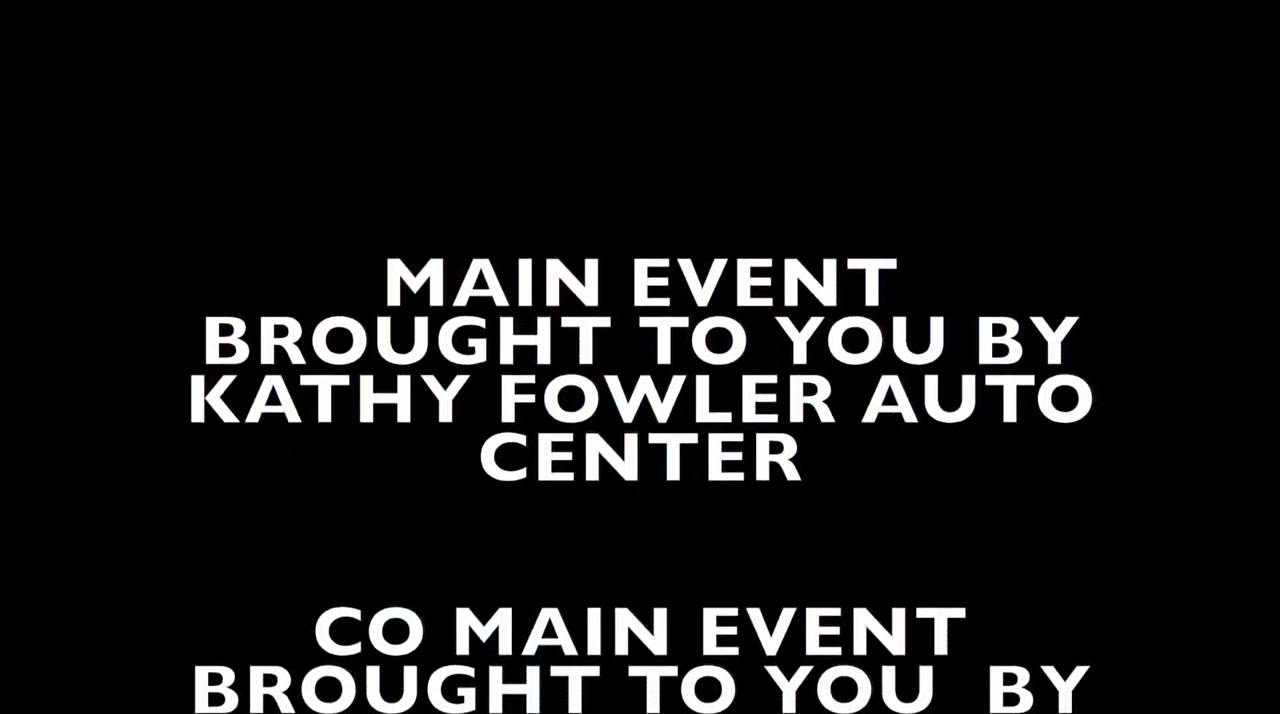 MAIN EVENT
BROUGHT TO YOU BY
KATHY FOWLER AUTO
CENTER
CO MAIN EVENT
BROUGHT TO YOU BY